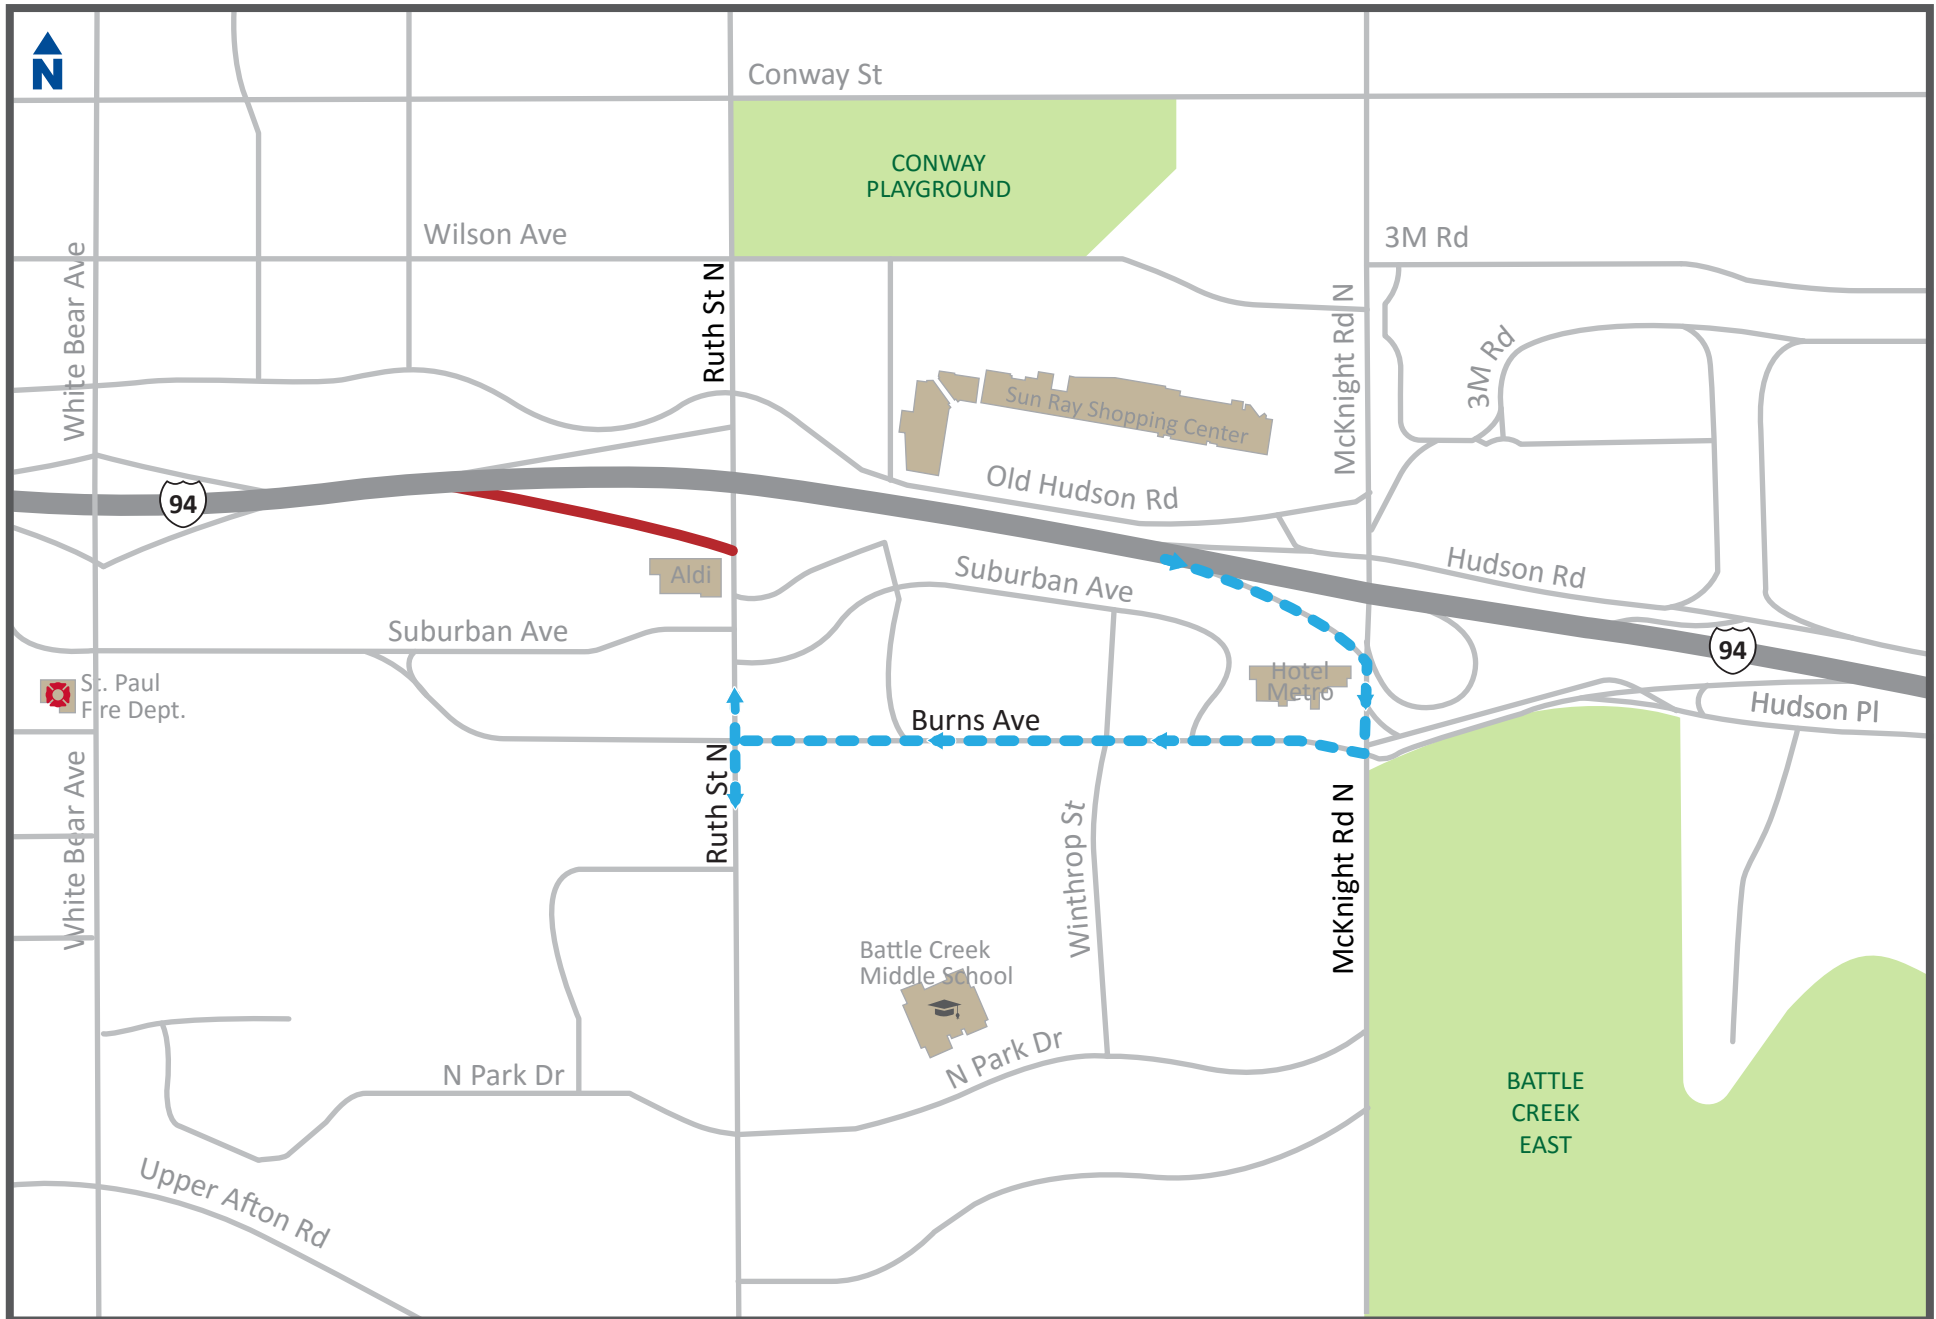 N
Conway St
CONWAY
PLAYGROUND
Wilson Ave
3M Rd
White Bear Ave
Ruth St N
McKnight Rd N
3M Rd
Sun Ray Shopping Center
Old Hudson Rd
94
Aldi
Suburban Ave
Hudson Rd
Suburban Ave
94
St. Paul
Fire Dept.
Hotel
Metro
Hudson Pl
Burns Ave
Ruth St N
White Bear Ave
Winthrop St
McKnight Rd N
Battle Creek
Middle School
N Park Dr
N Park Dr
BATTLE
CREEK
EAST
Upper Afton Rd